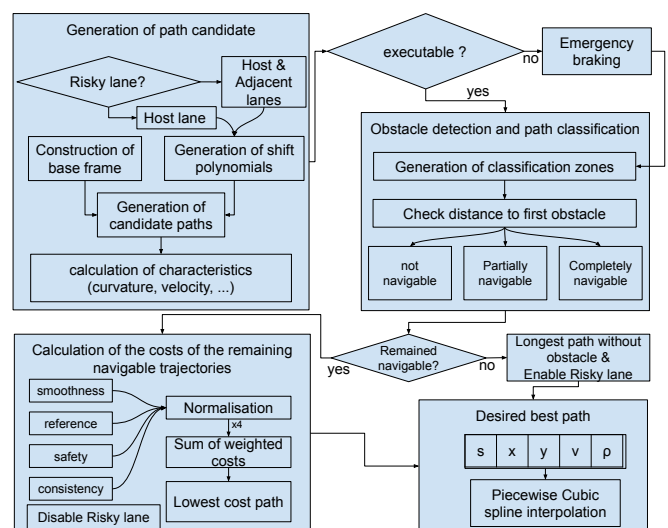 Generation of path candidate
Risky lane?
Host &
Adjacent
lanes
Host lane
Construction of
base frame
Generation of shift
polynomials
Generation of
candidate paths
calculation of characteristics
(curvature, velocity, ...)
executable ?
no
yes
Emergency
braking
Obstacle detection and path classification
Generation of classification zones
Check distance to first obstacle
not
navigable
Partially
navigable
Completely
navigable
Remained
navigable?
yes
no
Longest path without
obstacle &
Enable Risky lane
Calculation of the costs of the remaining
navigable trajectories
smoothness
reference
safety
consistency
Disable Risky lane
Normalisation
x4
Sum of weighted
costs
Lowest cost path
Desired best path
s x y v ρ
Piecewise Cubic
spline interpolation